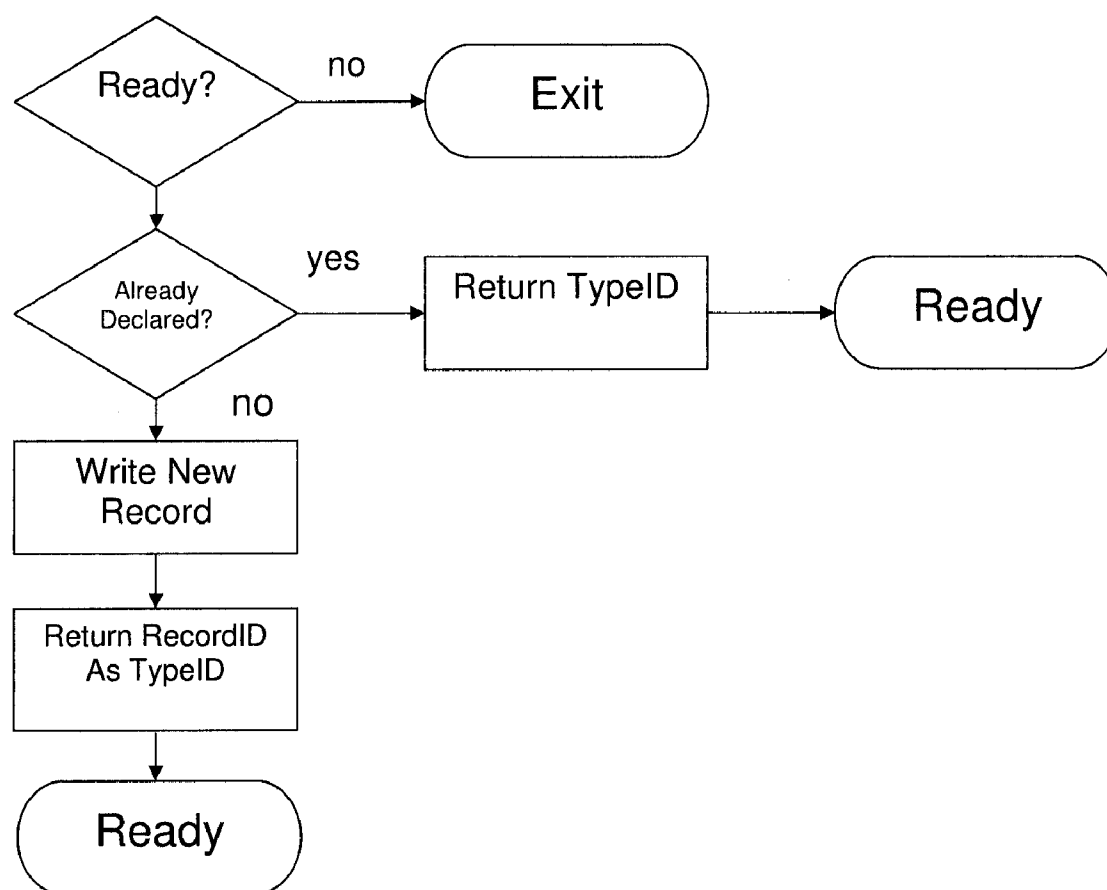 Ready?
no
Exit
Already
Declared?
yes
Return TypeID
Ready
no
Write New
Record
Return RecordID
As TypeID
Ready